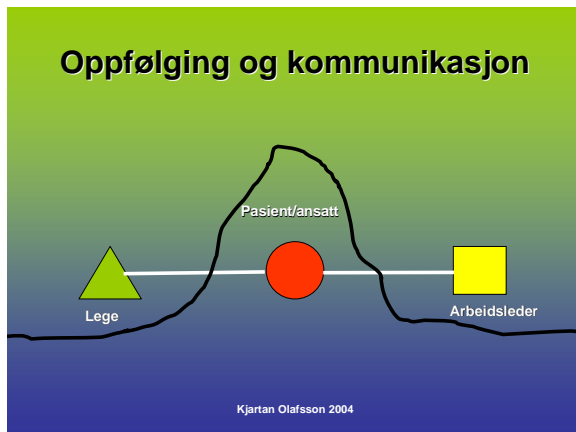 Oppfølging og kommunikasjon
Pasient/ansatt
Lege
Arbeidsleder
Kjartan Olafsson 2004